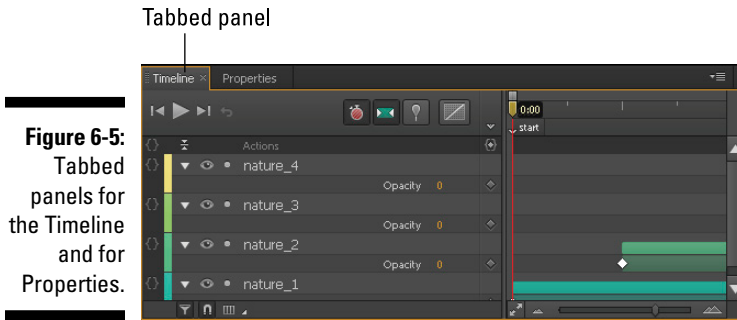 Tabbed panel
Timeline × Properties
0:00
start
Actions
nature_4
Opacity 0
nature_3
Opacity 0
nature_2
Opacity 0
nature_1
Figure 6-5:
Tabbed
panels for
the Timeline
and for
Properties.